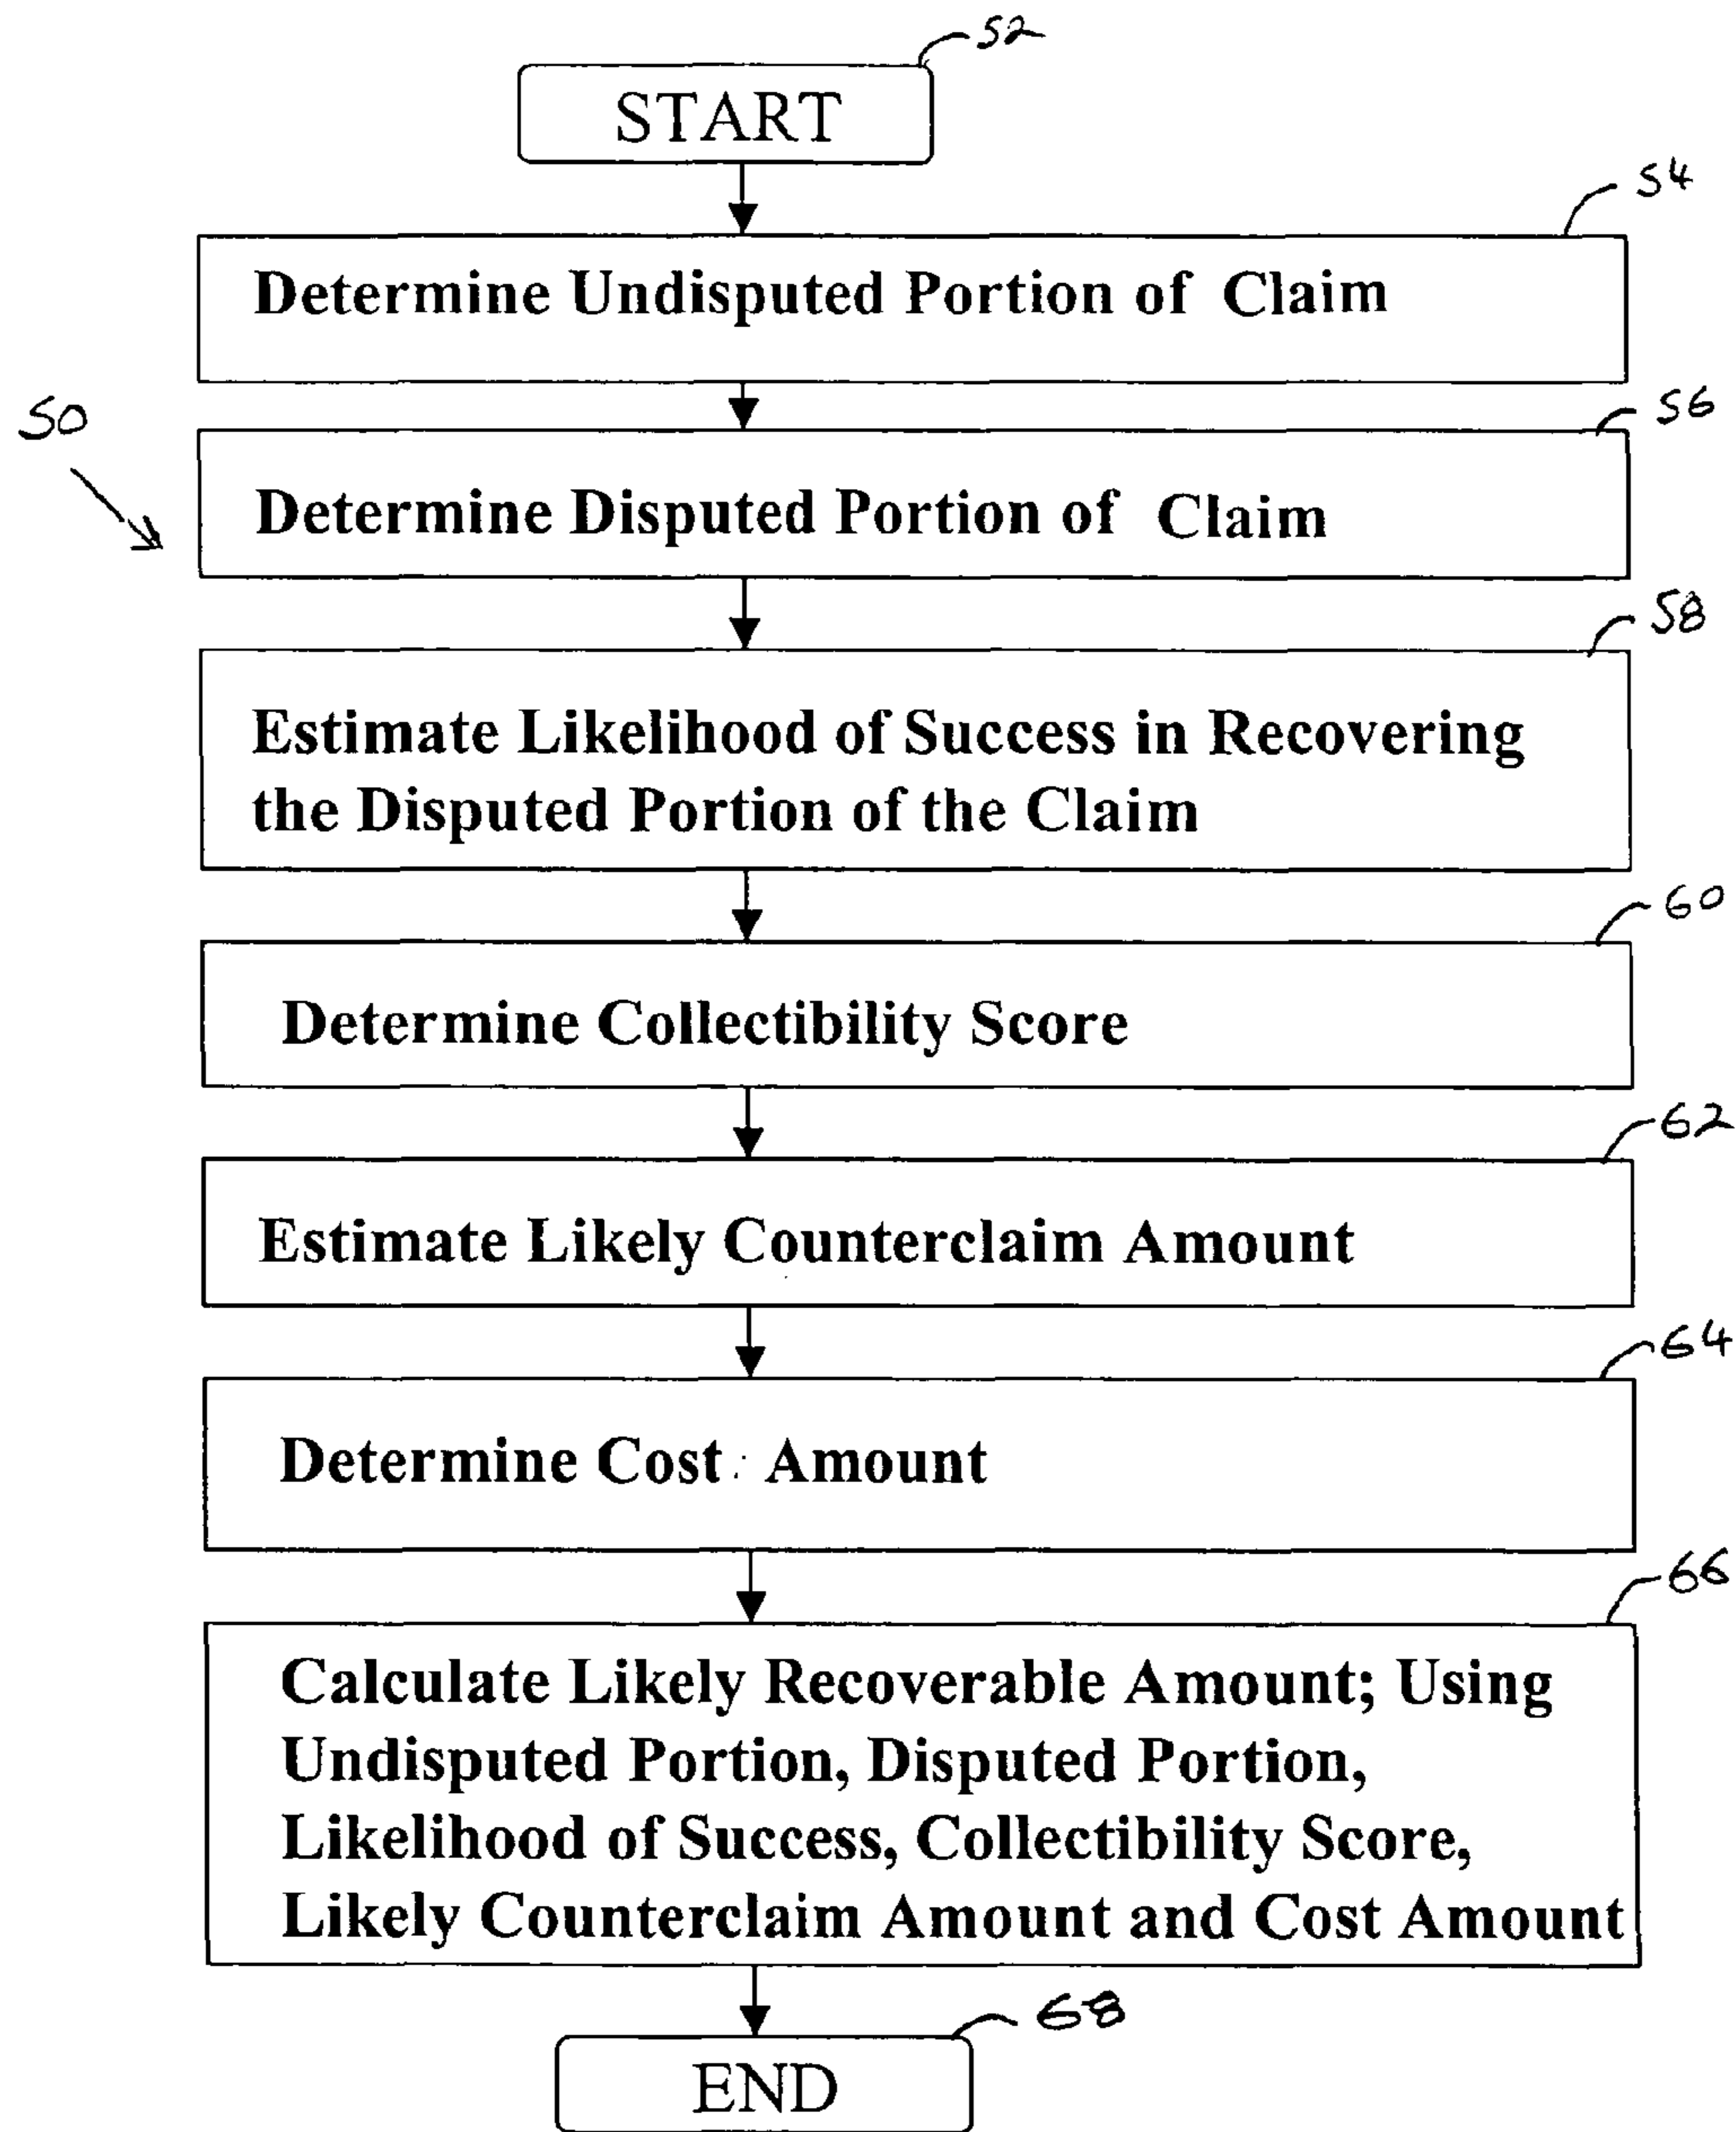 52
START
54
Determine Undisputed Portion of Claim
50
56
Determine Disputed Portion of Claim
58
Estimate Likelihood of Success in Recovering
the Disputed Portion of the Claim
60
Determine Collectibility Score
62
Estimate Likely Counterclaim Amount
64
Determine Cost Amount
66
Calculate Likely Recoverable Amount; Using
Undisputed Portion, Disputed Portion,
Likelihood of Success, Collectibility Score,
Likely Counterclaim Amount and Cost Amount
68
END